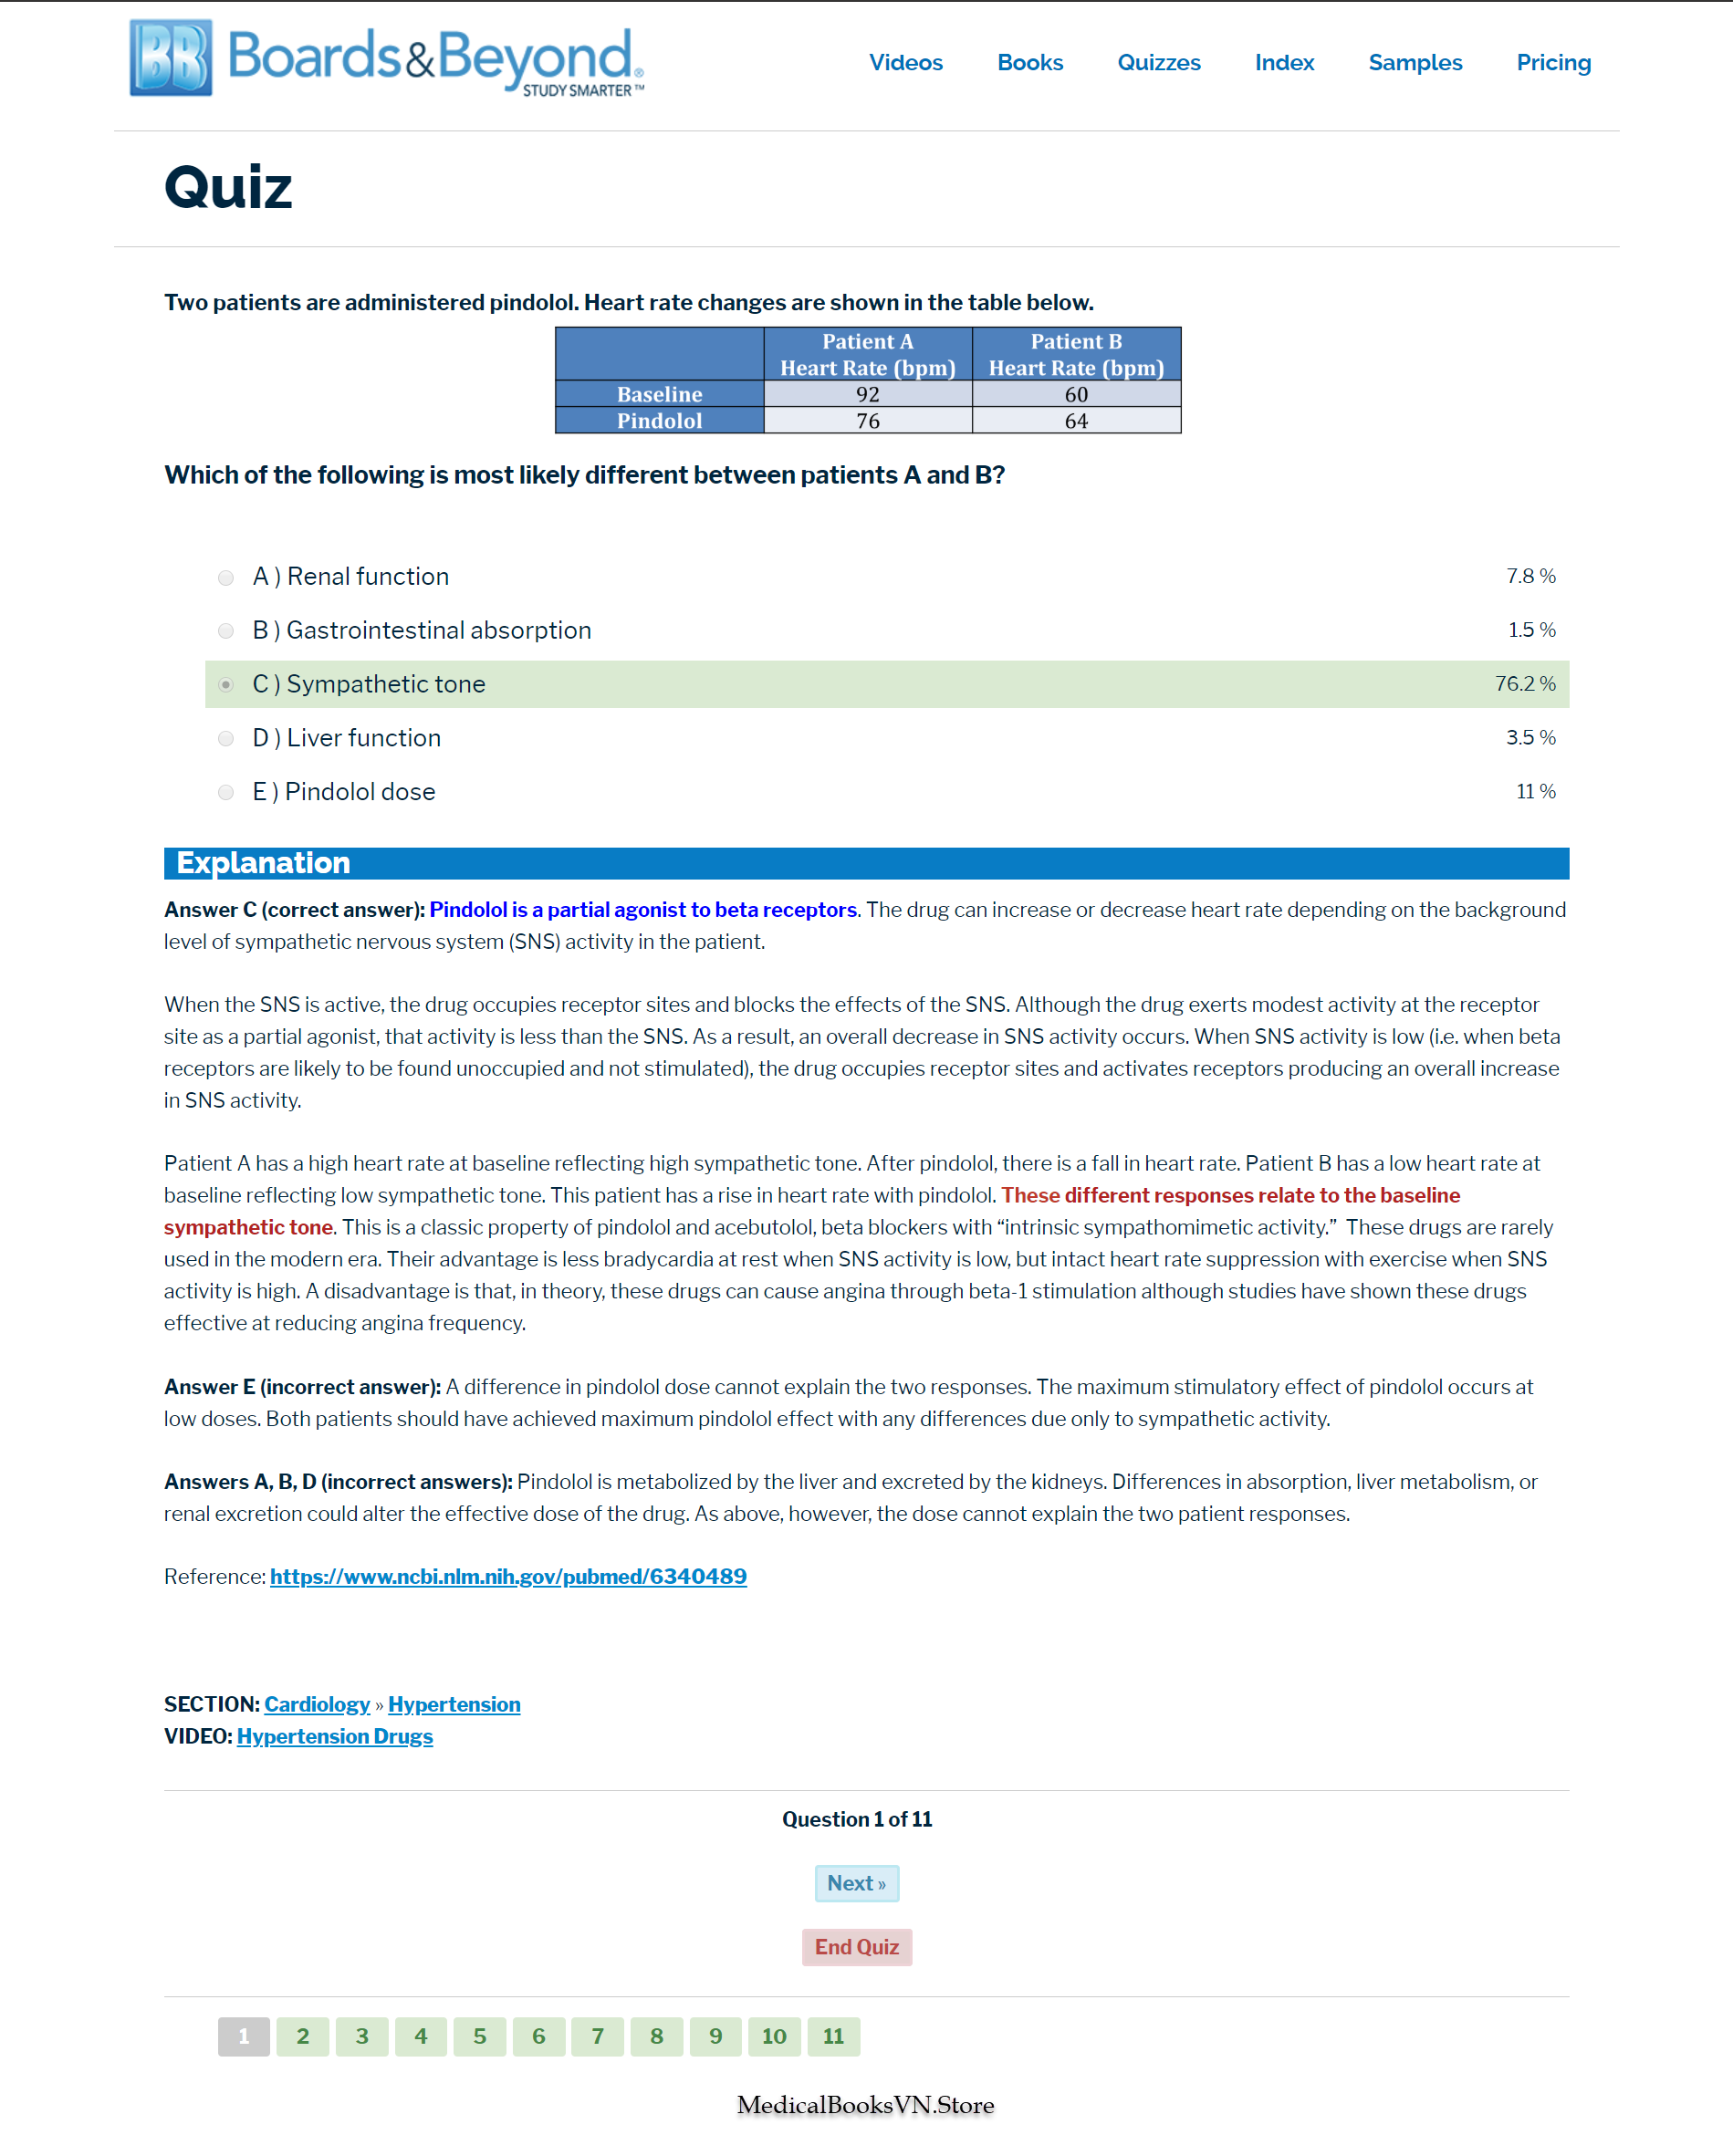 BB Boards&Beyond®
STUDY SMARTER™
Videos Books Quizzes Index Samples Pricing
Quiz
Two patients are administered pindolol. Heart rate changes are shown in the table below.
Patient A Patient B
Heart Rate (bpm) Heart Rate (bpm)
Baseline 92 60
Pindolol 76 64
Which of the following is most likely different between patients A and B?
A ) Renal function 7.8 %
B ) Gastrointestinal absorption 1.5 %
C ) Sympathetic tone 76.2 %
D ) Liver function 3.5 %
E ) Pindolol dose 11 %
Explanation
Answer C (correct answer): Pindolol is a partial agonist to beta receptors. The drug can increase or decrease heart rate depending on the background
level of sympathetic nervous system (SNS) activity in the patient.
When the SNS is active, the drug occupies receptor sites and blocks the effects of the SNS. Although the drug exerts modest activity at the receptor
site as a partial agonist, that activity is less than the SNS. As a result, an overall decrease in SNS activity occurs. When SNS activity is low (i.e. when beta
receptors are likely to be found unoccupied and not stimulated), the drug occupies receptor sites and activates receptors producing an overall increase
in SNS activity.
Patient A has a high heart rate at baseline reflecting high sympathetic tone. After pindolol, there is a fall in heart rate. Patient B has a low heart rate at
baseline reflecting low sympathetic tone. This patient has a rise in heart rate with pindolol. These different responses relate to the baseline
sympathetic tone. This is a classic property of pindolol and acebutolol, beta blockers with “intrinsic sympathomimetic activity.” These drugs are rarely
used in the modern era. Their advantage is less bradycardia at rest when SNS activity is low, but intact heart rate suppression with exercise when SNS
activity is high. A disadvantage is that, in theory, these drugs can cause angina through beta-1 stimulation although studies have shown these drugs
effective at reducing angina frequency.
Answer E (incorrect answer): A difference in pindolol dose cannot explain the two responses. The maximum stimulatory effect of pindolol occurs at
low doses. Both patients should have achieved maximum pindolol effect with any differences due only to sympathetic activity.
Answers A, B, D (incorrect answers): Pindolol is metabolized by the liver and excreted by the kidneys. Differences in absorption, liver metabolism, or
renal excretion could alter the effective dose of the drug. As above, however, the dose cannot explain the two patient responses.
Reference: https://www.ncbi.nlm.nih.gov/pubmed/6340489
SECTION: Cardiology » Hypertension
VIDEO: Hypertension Drugs
Question 1 of 11
Next »
End Quiz
1 2 3 4 5 6 7 8 9 10 11
MedicalBooksVN.Store